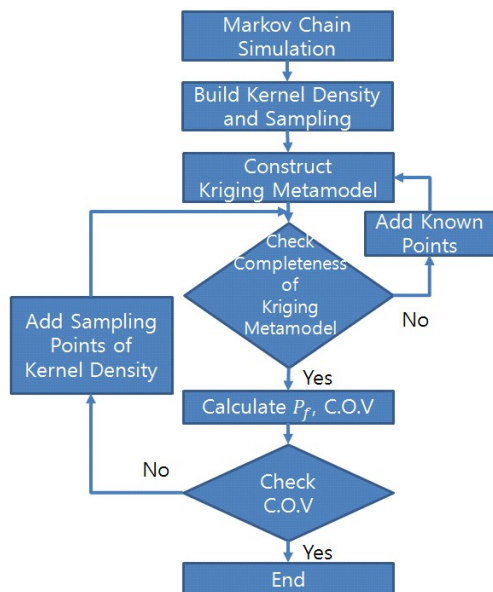 Markov Chain
Simulation
Build Kernel Density
and Sampling
Construct
Kriging Metamodel
Add Known
Points
Check
Completeness
of
Kriging
Metamodel
No
Add Sampling
Points of
Kernel Density
Yes
Calculate P_f, C.O.V
No
Check
C.O.V
Yes
End